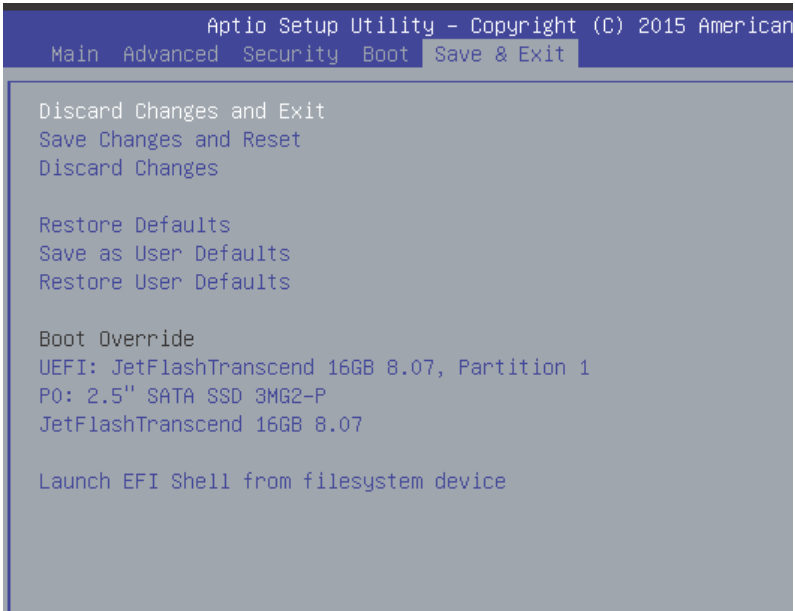 Aptio Setup Utility – Copyright (C) 2015 American
Main Advanced Security Boot Save & Exit
Discard Changes and Exit
Save Changes and Reset
Discard Changes
Restore Defaults
Save as User Defaults
Restore User Defaults
Boot Override
UEFI: JetFlashTranscend 16GB 8.07, Partition 1
P0: 2.5" SATA SSD 3MG2-P
JetFlashTranscend 16GB 8.07
Launch EFI Shell from filesystem device